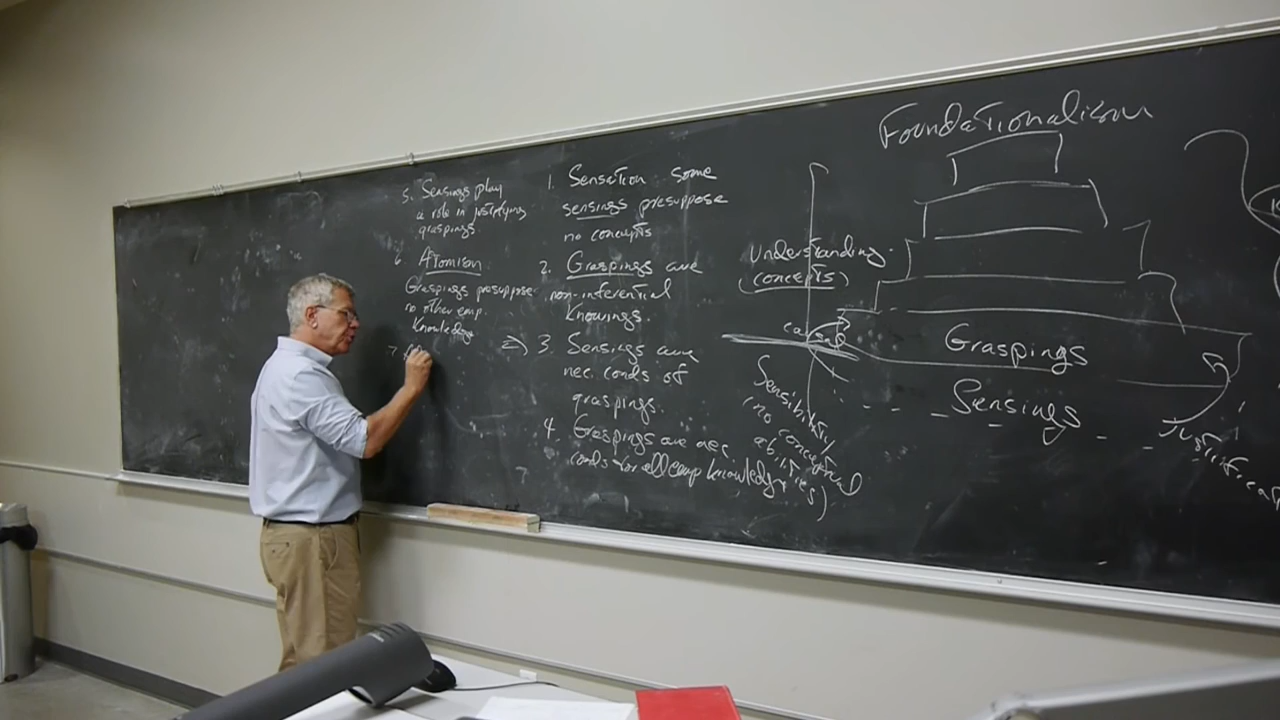 5. Sensings play
a role in justifying
graspings.
6. Atomism
Graspings presuppose
no other emp.
Knowledge
7
1. Sensation some
sensings presuppose
no concepts
2. Graspings are
non-inferential
knowings.
=> 3. Sensings are
nec. conds of
graspings.
4. Graspings are nec.
conds for all emp knowledge
Understanding
(concepts)
causal
Sensibility
(no conceptual
abilities)
Foundationalism
Graspings
Sensings